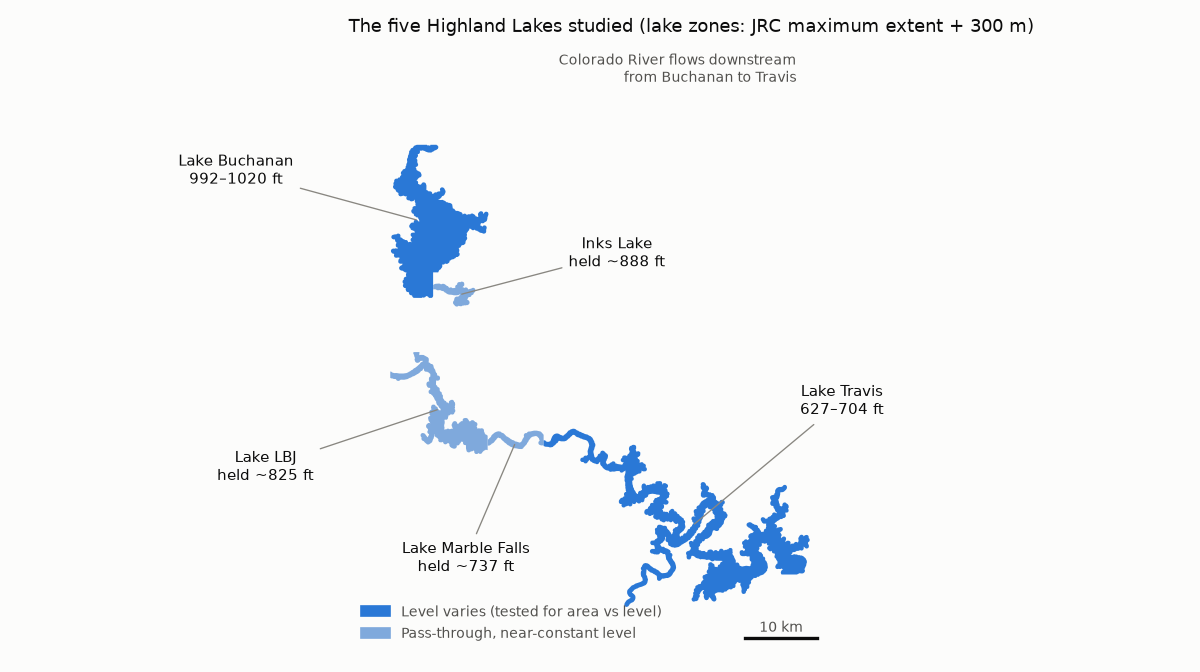 The five Highland Lakes studied (lake zones: JRC maximum extent + 300 m)
Colorado River flows downstream
from Buchanan to Travis
Lake Buchanan
992–1020 ft
Inks Lake
held ~888 ft
Lake Travis
627–704 ft
Lake LBJ
held ~825 ft
Lake Marble Falls
held ~737 ft
Level varies (tested for area vs level)
Pass-through, near-constant level
10 km